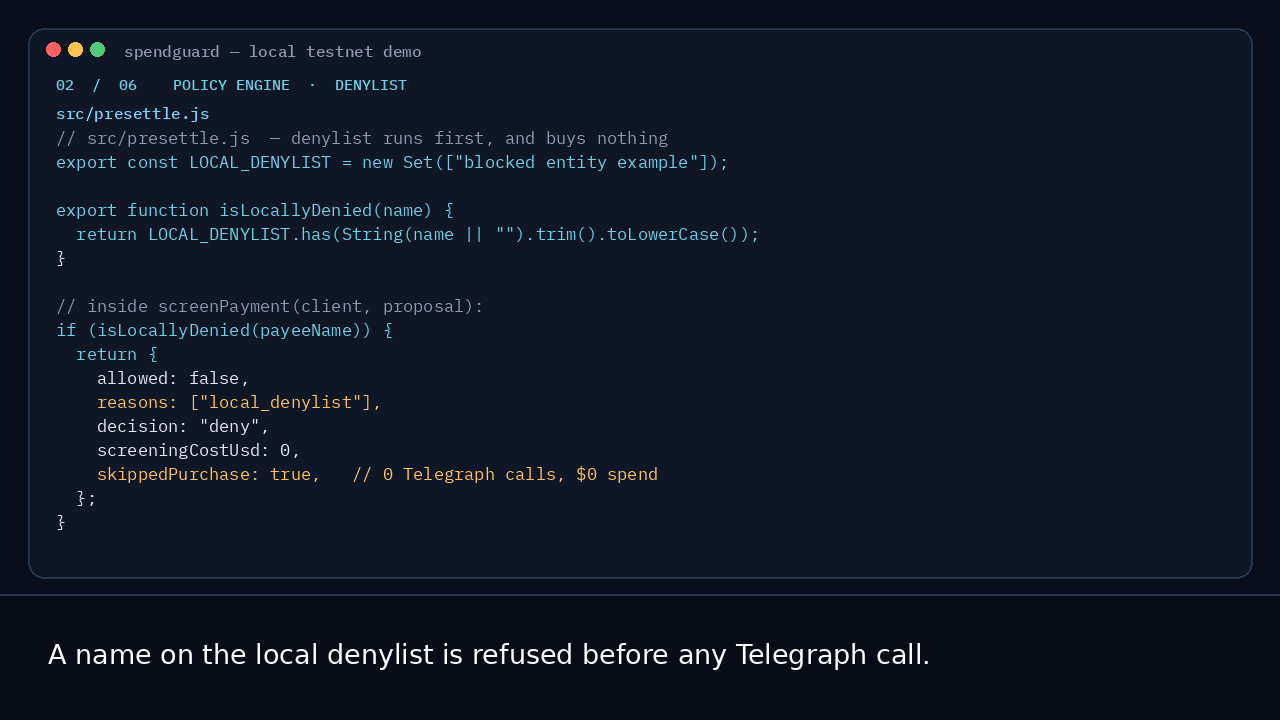 spendguard — local testnet demo
02 / 06 POLICY ENGINE · DENYLIST
src/presettle.js
// src/presettle.js — denylist runs first, and buys nothing
export const LOCAL_DENYLIST = new Set(["blocked entity example"]);
export function isLocallyDenied(name) {
  return LOCAL_DENYLIST.has(String(name || "").trim().toLowerCase());
}
// inside screenPayment(client, proposal):
if (isLocallyDenied(payeeName)) {
  return {
    allowed: false,
    reasons: ["local_denylist"],
    decision: "deny",
    screeningCostUsd: 0,
    skippedPurchase: true,   // 0 Telegraph calls, $0 spend
  };
}
A name on the local denylist is refused before any Telegraph call.